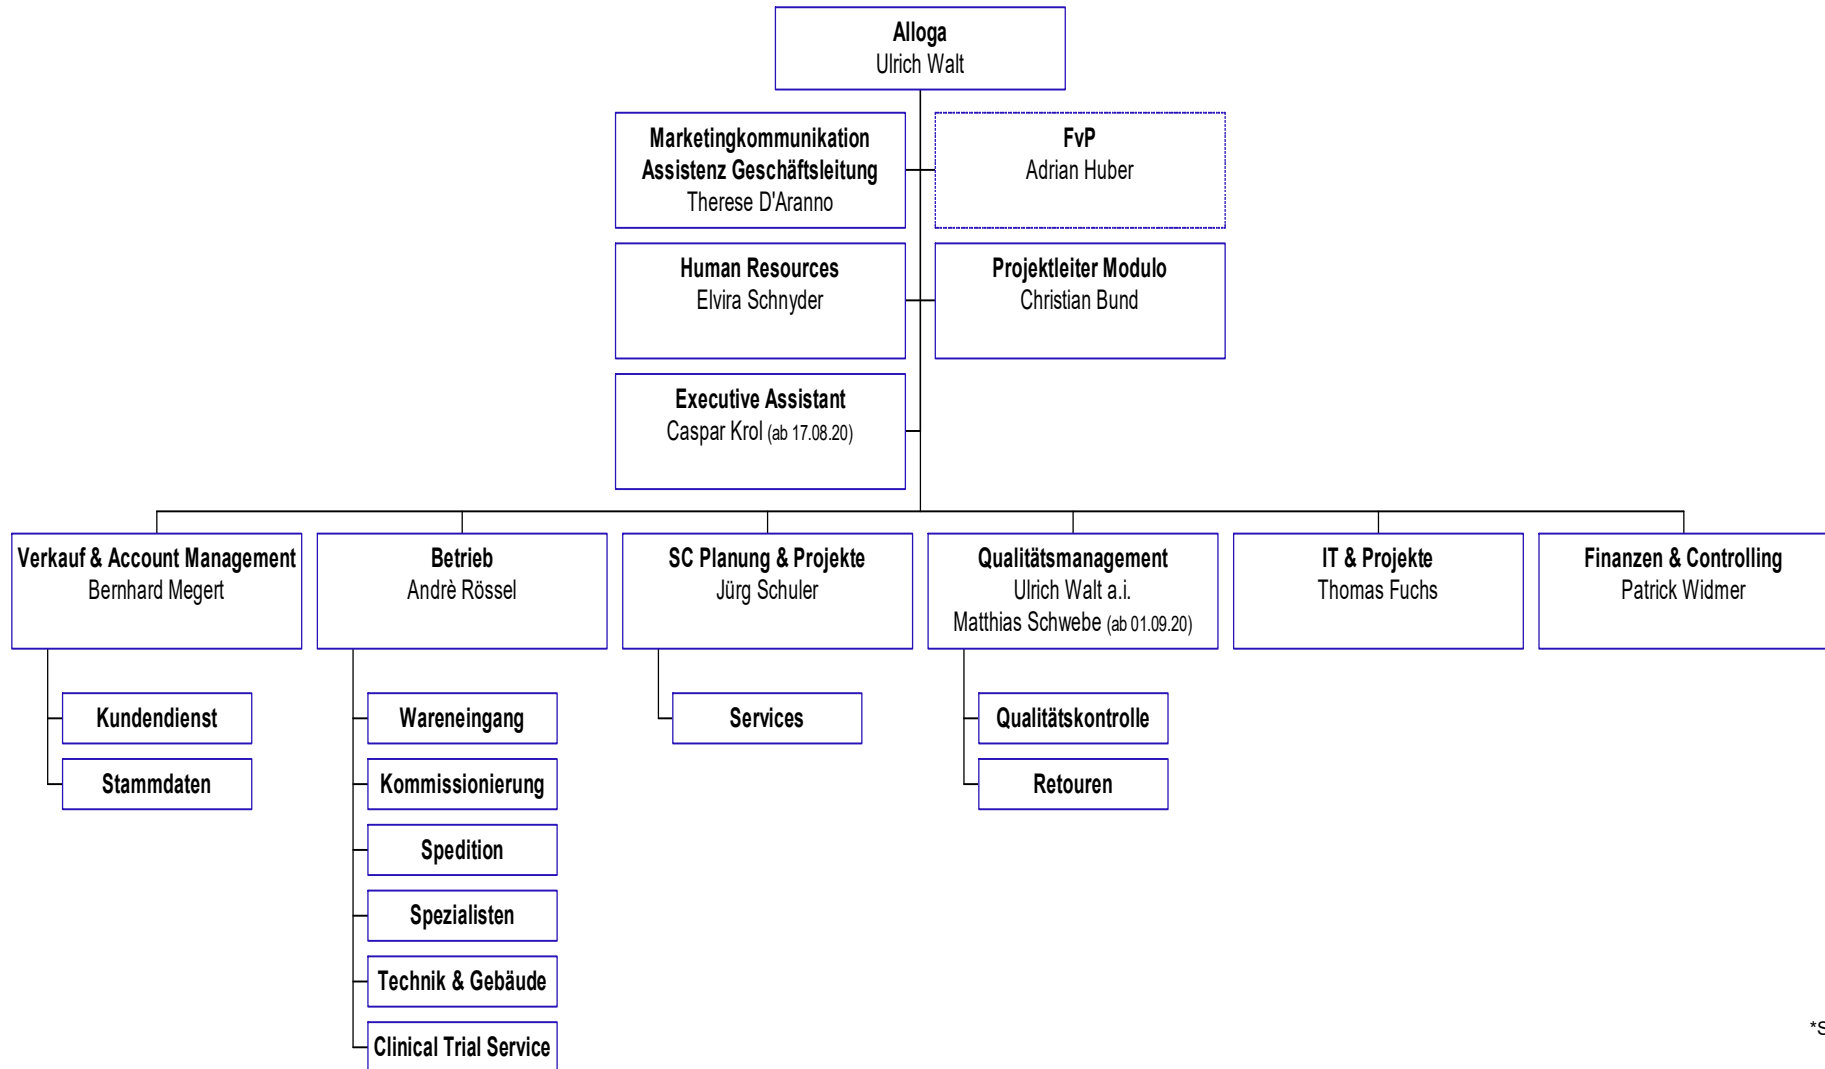 Alloga
Ulrich Walt
Marketingkommunikation
Assistenz Geschäftsleitung
Therese D'Aranno
FvP
Adrian Huber
Human Resources
Elvira Schnyder
Projektleiter Modulo
Christian Bund
Executive Assistant
Caspar Krol (ab 17.08.20)
Verkauf & Account Management
Bernhard Megert
Betrieb
Andrè Rössel
SC Planung & Projekte
Jürg Schuler
Qualitätsmanagement
Ulrich Walt a.i.
Matthias Schwebe (ab 01.09.20)
IT & Projekte
Thomas Fuchs
Finanzen & Controlling
Patrick Widmer
Kundendienst
Stammdaten
Wareneingang
Kommissionierung
Spedition
Spezialisten
Technik & Gebäude
Clinical Trial Service
Services
Qualitätskontrolle
Retouren
*S